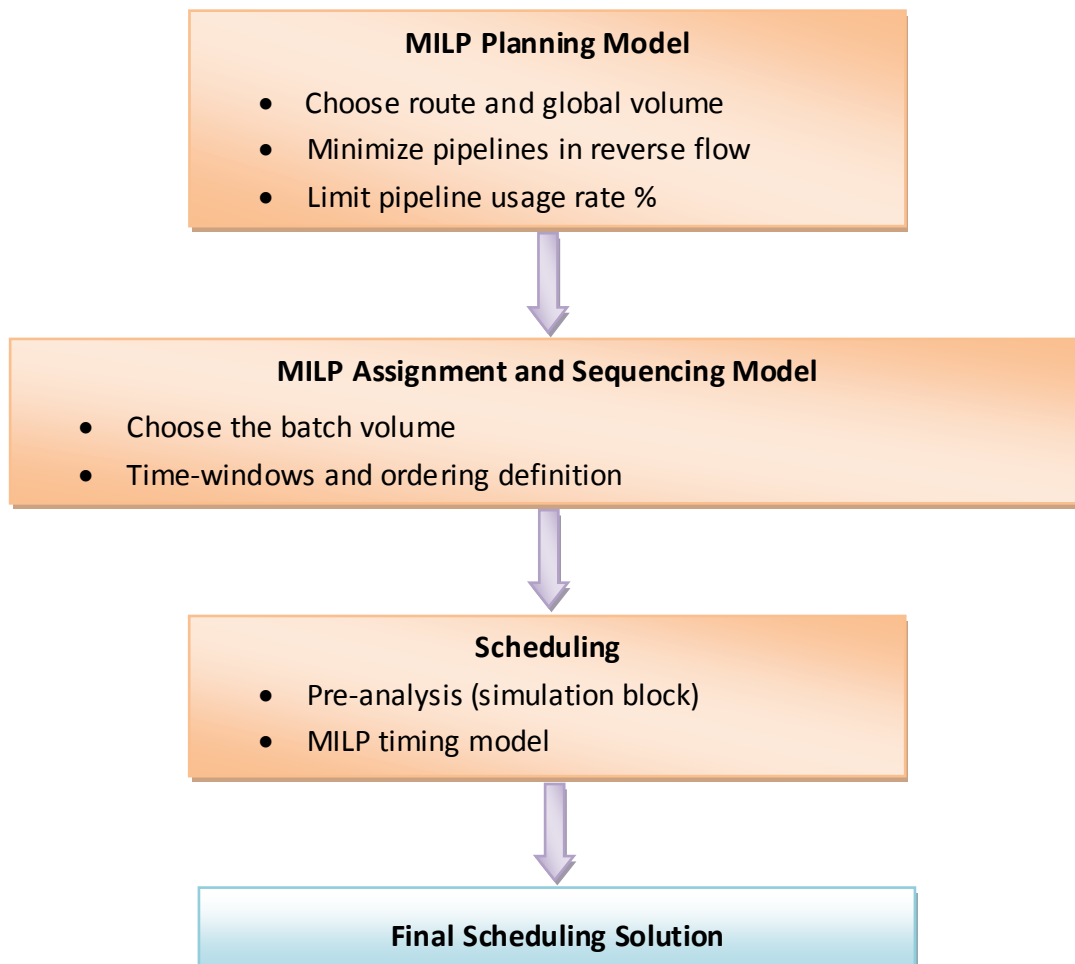 MILP Planning Model
• Choose route and global volume
• Minimize pipelines in reverse flow
• Limit pipeline usage rate %
MILP Assignment and Sequencing Model
• Choose the batch volume
• Time-windows and ordering definition
Scheduling
• Pre-analysis (simulation block)
• MILP timing model
Final Scheduling Solution